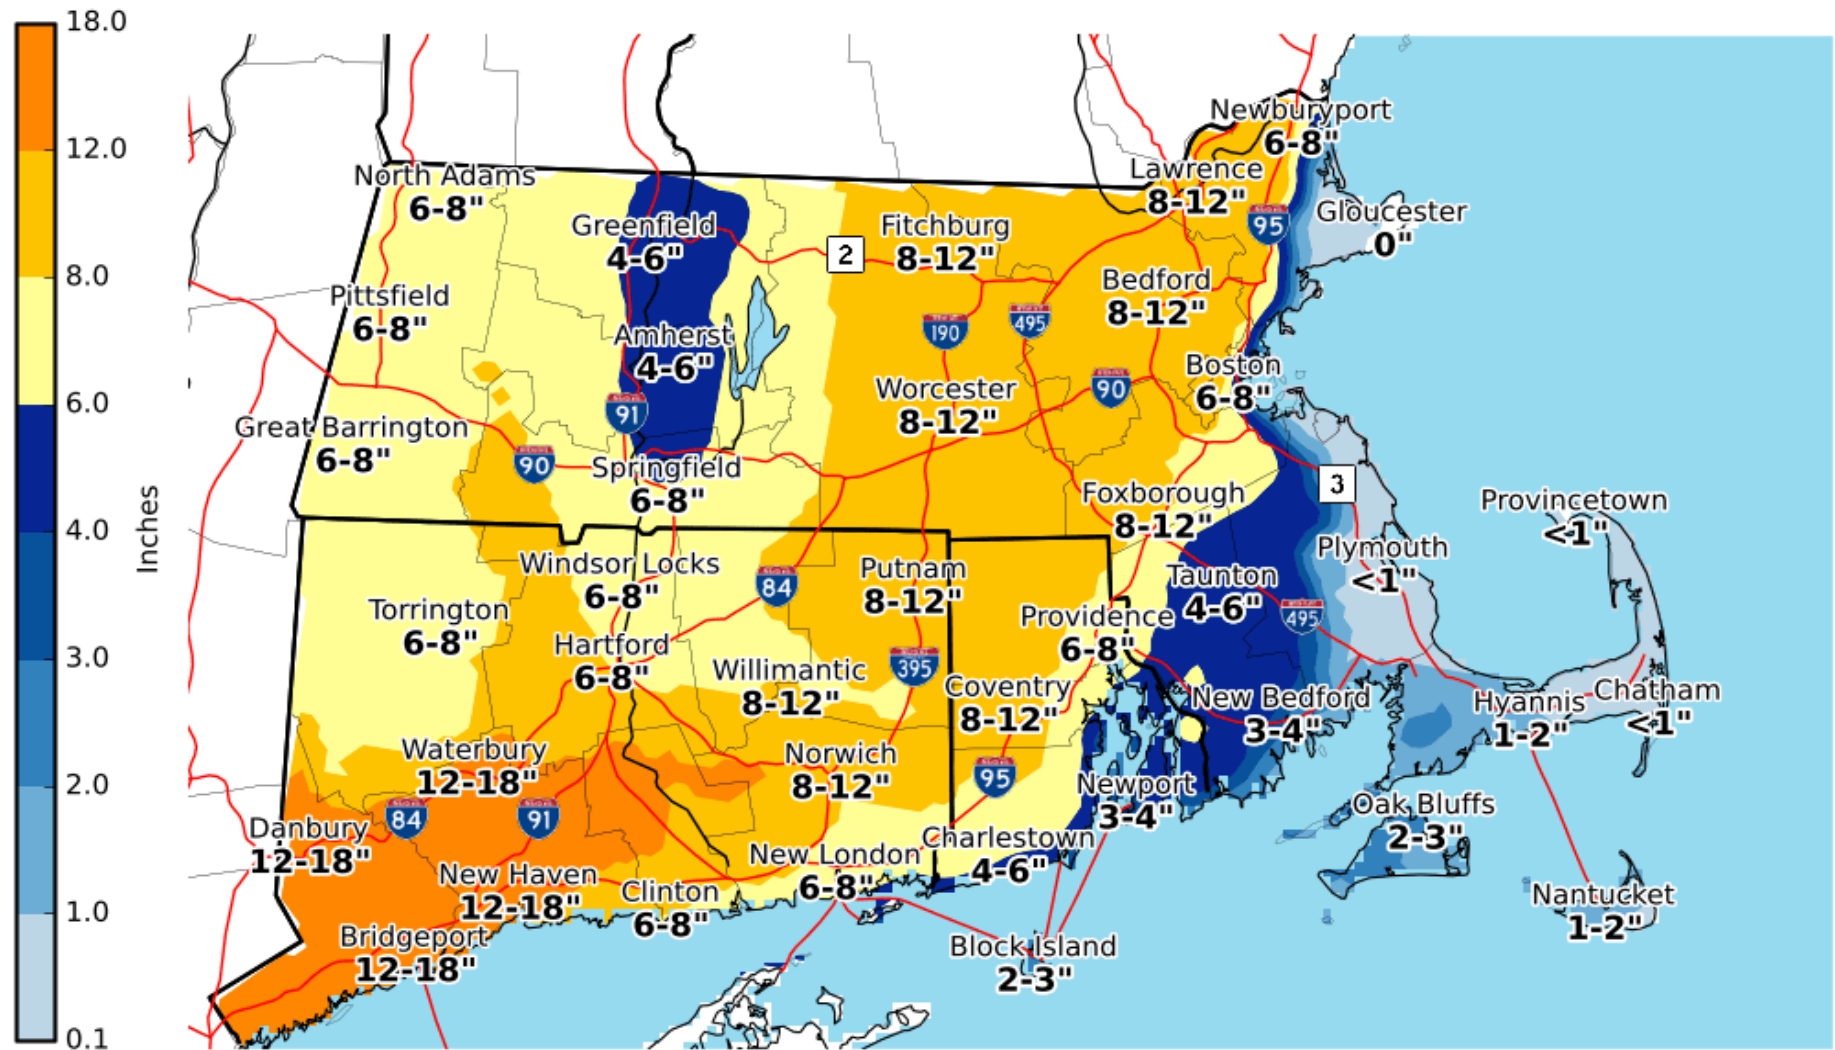 18.0
12.0
8.0
6.0
4.0
3.0
2.0
1.0
0.1
Inches
Newburyport
6-8"
North Adams
6-8"
Lawrence
8-12"
Greenfield
4-6"
Fitchburg
8-12"
95
Gloucester
0"
2
Pittsfield
6-8"
Bedford
8-12"
190
495
Amherst
4-6"
Boston
6-8"
Worcester
8-12"
90
91
Great Barrington
6-8"
90
Springfield
6-8"
3
Foxborough
8-12"
Provincetown
<1"
Windsor Locks
6-8"
84
Putnam
8-12"
Plymouth
<1"
Taunton
4-6"
495
Torrington
6-8"
Providence
6-8"
Hartford
6-8"
Willimantic
8-12"
395
Coventry
8-12"
New Bedford
3-4"
Hyannis
1-2"
Chatham
<1"
Waterbury
12-18"
Norwich
8-12"
95
Newport
3-4"
84
91
Danbury
12-18"
Oak Bluffs
2-3"
New Haven
12-18"
Clinton
6-8"
New London
6-8"
Charlestown
4-6"
Nantucket
1-2"
Bridgeport
12-18"
Block Island
2-3"